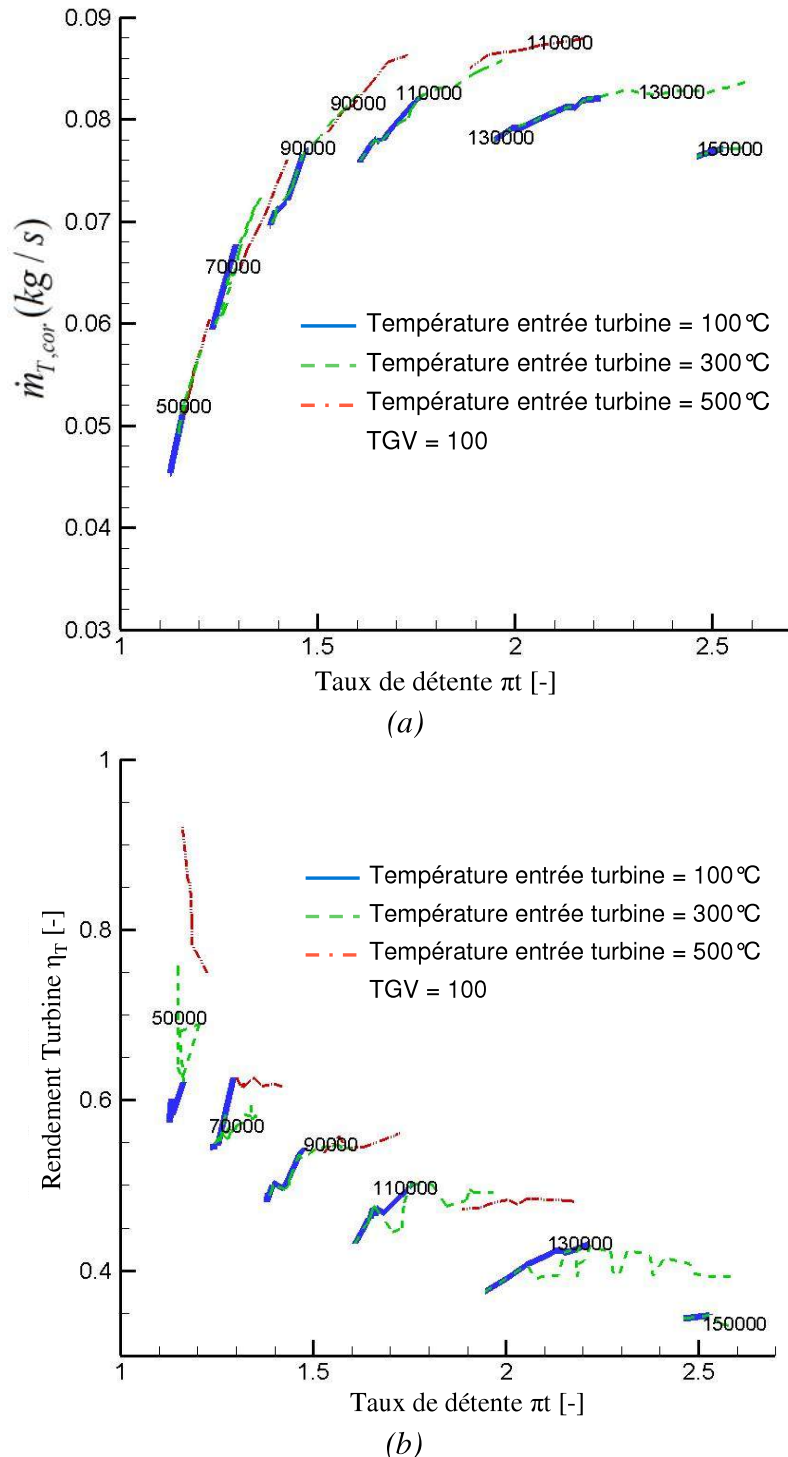 0.09
110000
90000
110000
130000
0.08
90000
130000
150000
0.07
70000
ṁT,cor (kg / s)
0.06
Température entrée turbine = 100°C
Température entrée turbine = 300°C
50000
Température entrée turbine = 500°C
0.05
TGV = 100
0.04
0.03
1
1.5
2
2.5
Taux de détente πt [-]
(a)
1
Température entrée turbine = 100°C
Température entrée turbine = 300°C
Température entrée turbine = 500°C
TGV = 100
0.8
Rendement Turbine ηT [-]
50000
0.6
70000
90000
110000
130000
0.4
150000
1
1.5
2
2.5
Taux de détente πt [-]
(b)